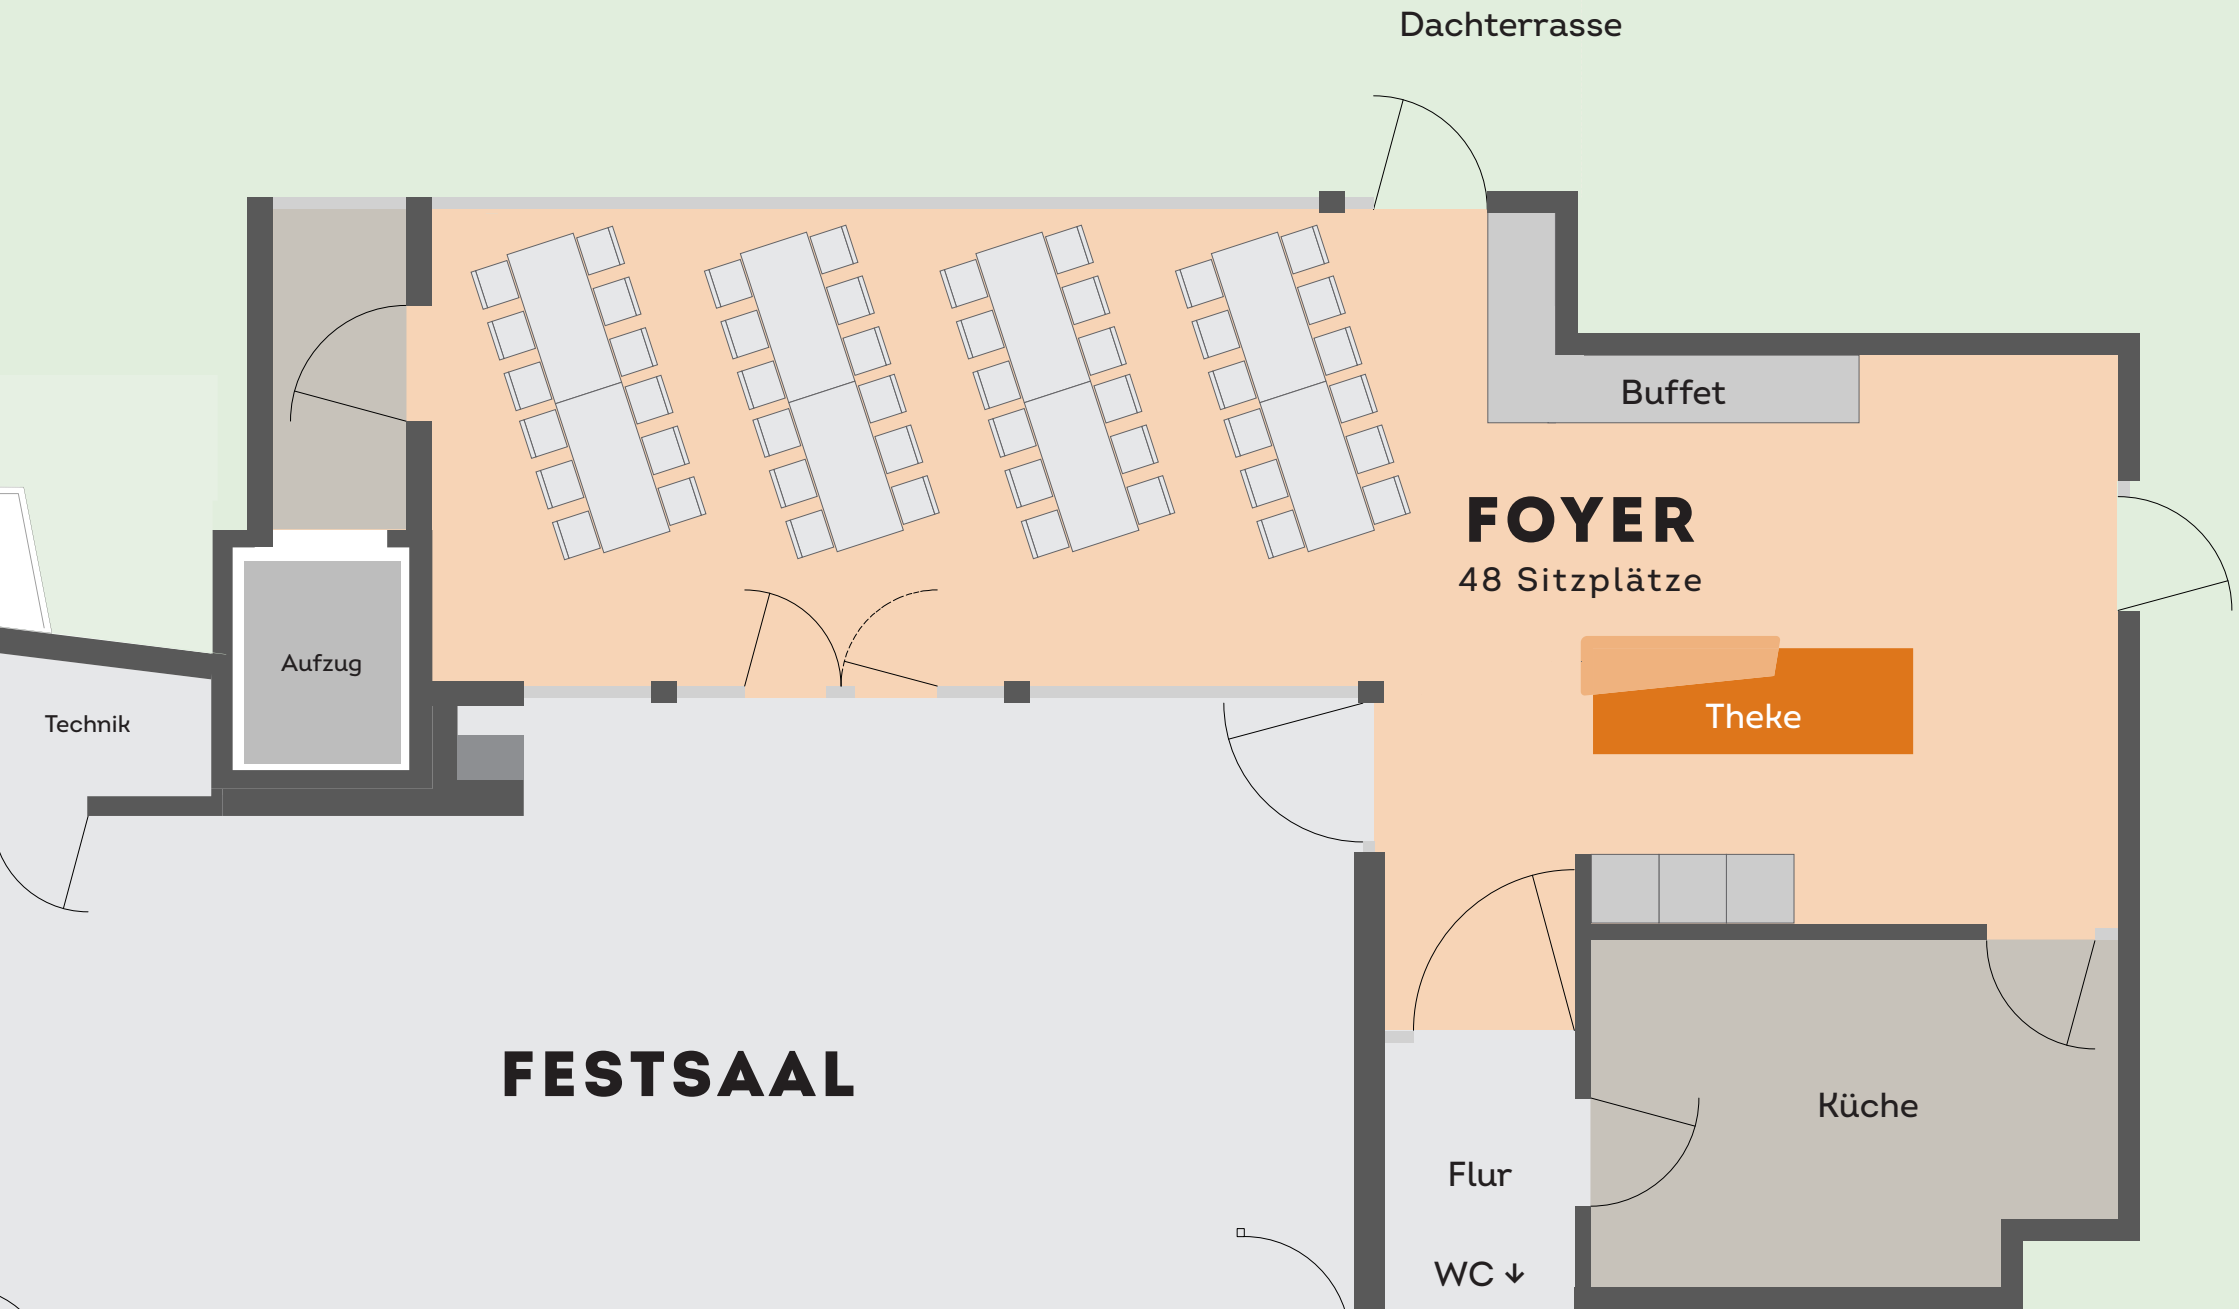 Dachterrasse
Buffet
FOYER
48 Sitzplätze
Aufzug
Technik
Theke
FESTSAAL
Küche
Flur
WC ↓